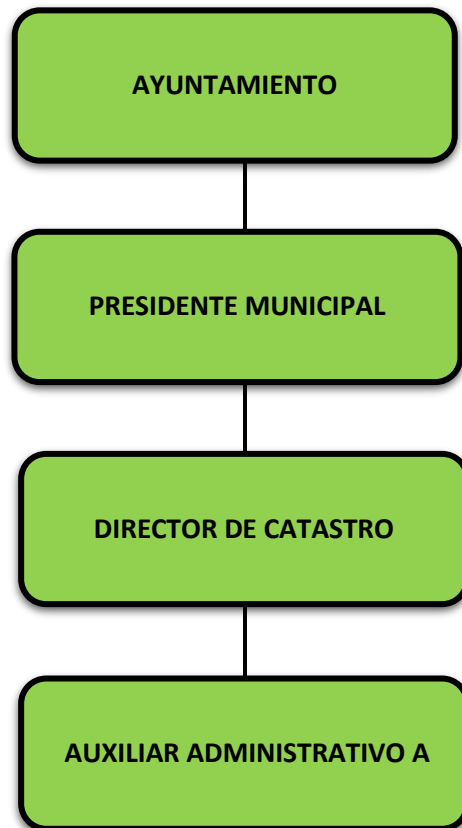 AYUNTAMIENTO
PRESIDENTE MUNICIPAL
DIRECTOR DE CATASTRO
AUXILIAR ADMINISTRATIVO A